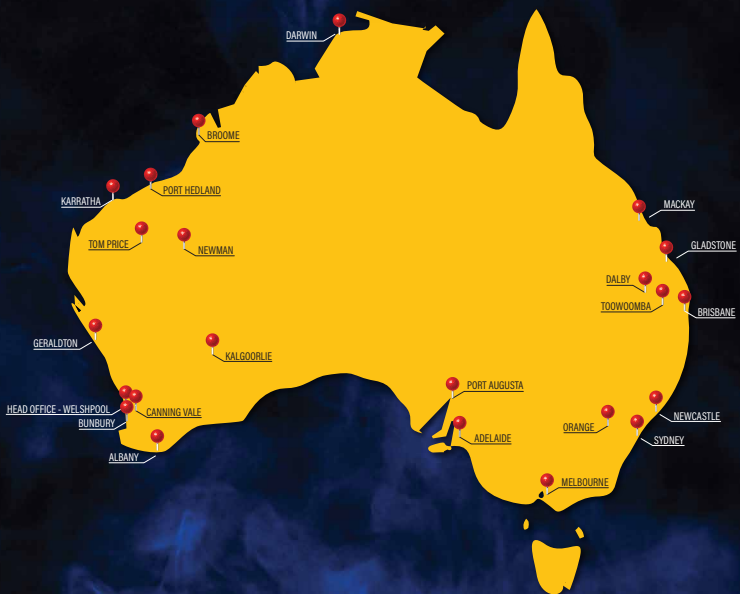 DARWIN
BROOME
PORT HEDLAND
KARRATHA
MACKAY
TOM PRICE
NEWMAN
GLADSTONE
DALBY
TOOWOOMBA
BRISBANE
GERALDTON
KALGOORLIE
PORT AUGUSTA
HEAD OFFICE - WELSHPOOL
CANNING VALE
NEWCASTLE
BUNBURY
ORANGE
ADELAIDE
SYDNEY
ALBANY
MELBOURNE